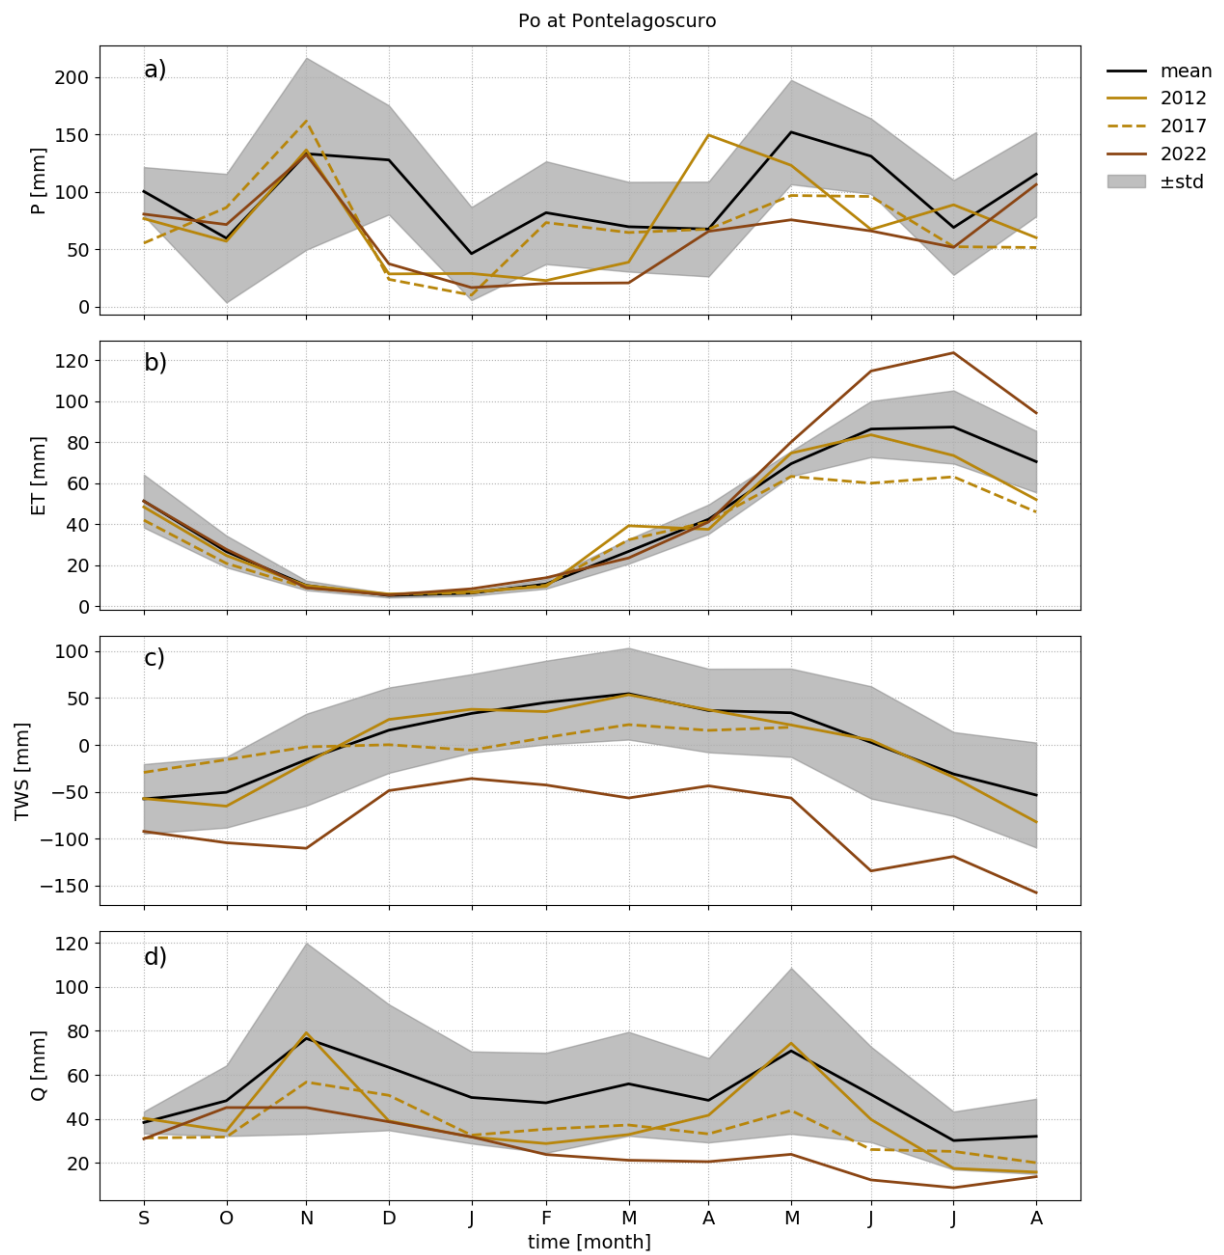 Po at Pontelagoscuro
a)
P [mm]
200
150
100
50
0
mean
2012
2017
2022
±std
b)
ET [mm]
120
100
80
60
40
20
0
c)
TWS [mm]
100
50
0
−50
−100
−150
d)
Q [mm]
120
100
80
60
40
20
S O N D J F M A M J J A
time [month]